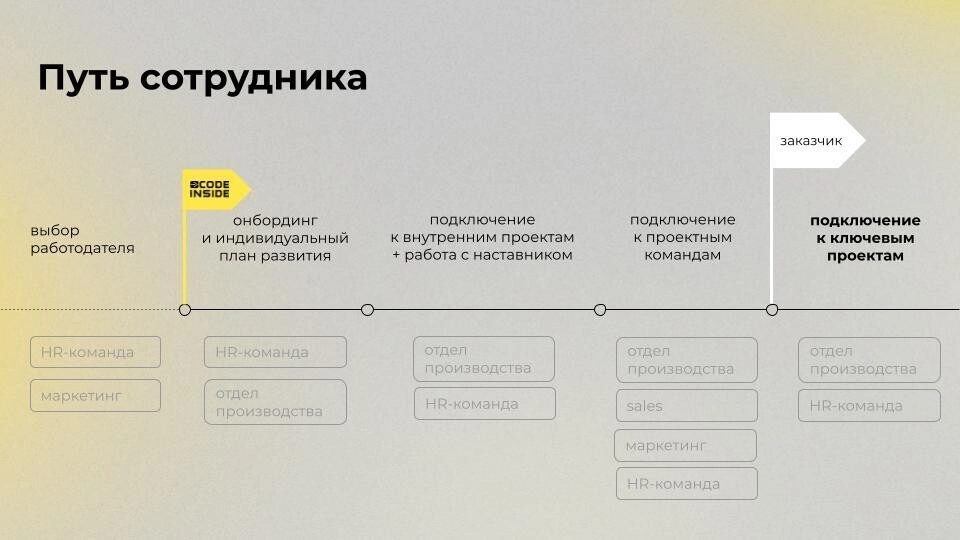 Путь сотрудника
заказчик
CODE
INSIDE
выбор
работодателя
онбординг
и индивидуальный
план развития
подключение
к внутренним проектам
+ работа с наставником
подключение
к проектным
командам
подключение
к ключевым
проектам
HR-команда
маркетинг
HR-команда
отдел
производства
отдел
производства
HR-команда
отдел
производства
sales
маркетинг
HR-команда
отдел
производства
HR-команда